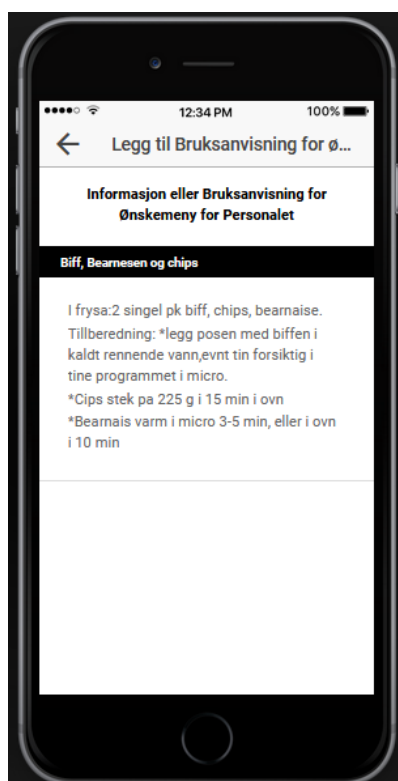 12:34 PM
100%
Legg til Bruksanvisning for ø...
Informasjon eller Bruksanvisning for
Ønskemeny for Personalet
Biff, Bearnesen og chips
I frysa:2 singel pk biff, chips, bearnaise.
Tillberedning: *legg posen med biffen i
kaldt rennende vann,evnt tin forsiktig i
tine programmet i micro.
*Cips stek pa 225 g i 15 min i ovn
*Bearnais varm i micro 3-5 min, eller i ovn
i 10 min